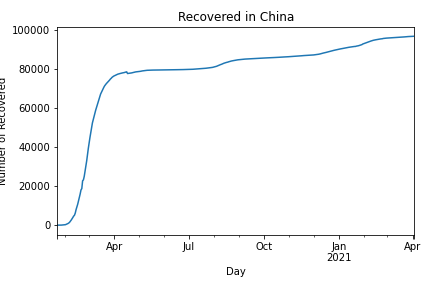 Recovered in China
Number of Recovered
100000
80000
60000
40000
20000
0
Apr
Jul
Oct
Jan
2021
Apr
Day